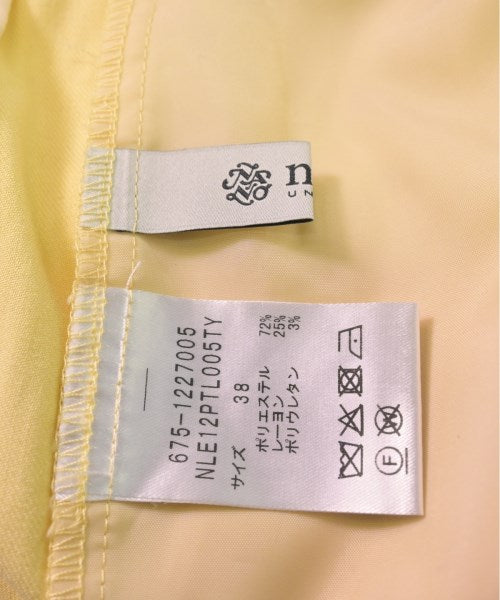 NANO
n
UN
675-1227005
NLE12PTL005TY
サイズ 38
ポリエステル 72%
レーヨン 25%
ポリウレタン 3%
F